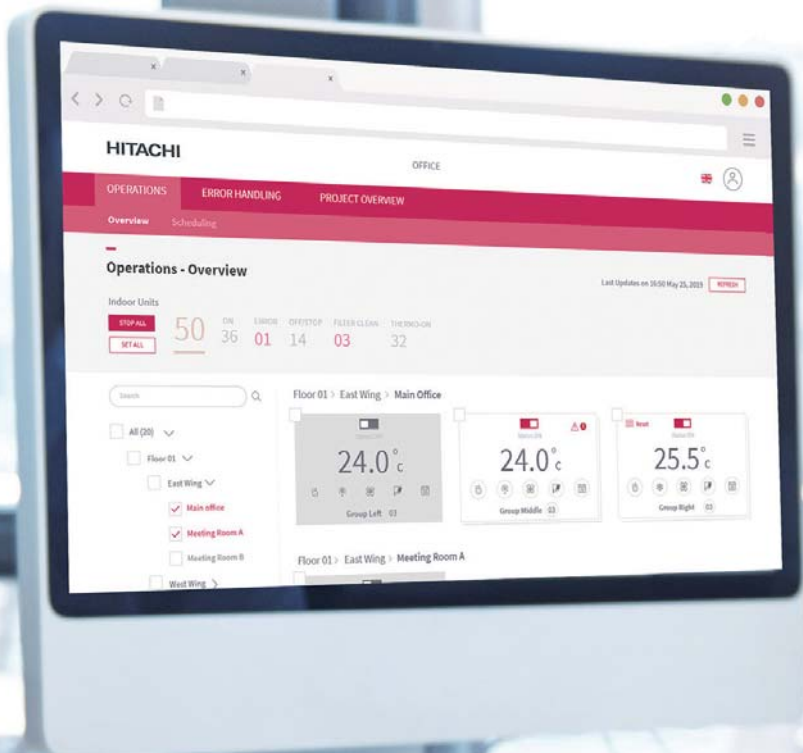 HITACHI
OFFICE
OPERATIONS ERROR HANDLING PROJECT OVERVIEW
Overview Scheduling
Operations - Overview
Last Updates on 16:50 May 25, 2019 REFRESH
Indoor Units
STOP ALL
SET ALL
50
ON ERROR OFF/STOP FILTER CLEAN THERMO-ON
36 01 14 03 32
Search
Floor 01 > East Wing > Main Office
All (20)
Floor 01
East Wing
Main office
Meeting Room A
Meeting Room B
West Wing >
24.0°C
Group Left 03
24.0°C
Group Middle 03
Reset
25.5°C
Group Right 03
Floor 01 > East Wing > Meeting Room A